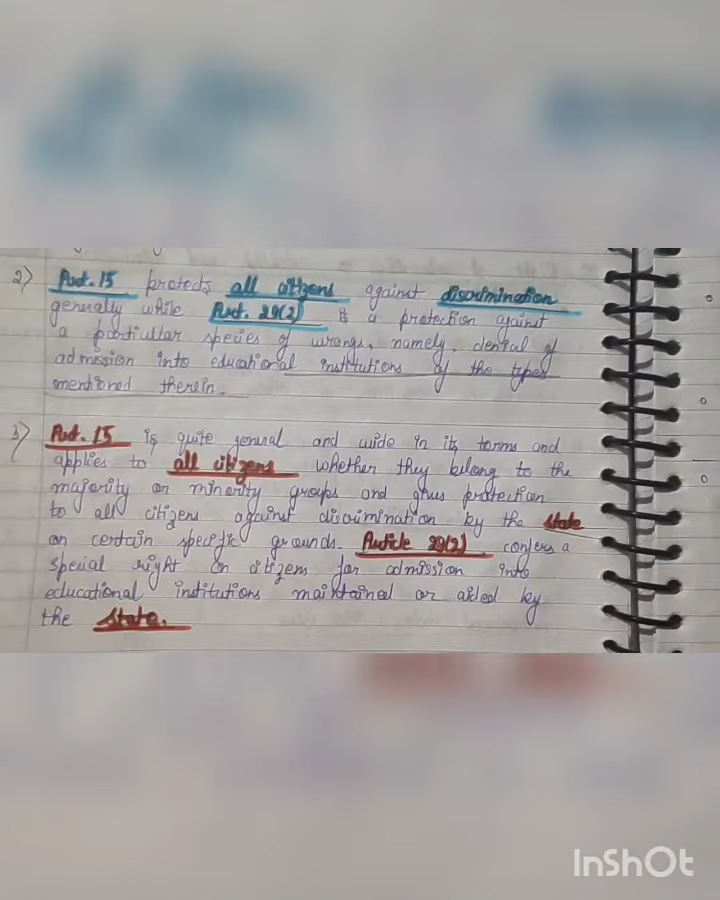 2) Art. 15 protects all citizens against discrimination
generally while Art. 29(2) is a protection against
a particular species of wrongs, namely, denial of
admission into educational institutions of the types
mentioned therein.
3) Art. 15 is quite general and wide in its terms and
applies to all citizens whether they belong to the
majority or minority groups and gives protection
to all citizens against discrimination by the state
on certain specific grounds. Article 29(2) confers a
special right on citizens for admission into
educational institutions maintained or aided by
the state.
InShOt